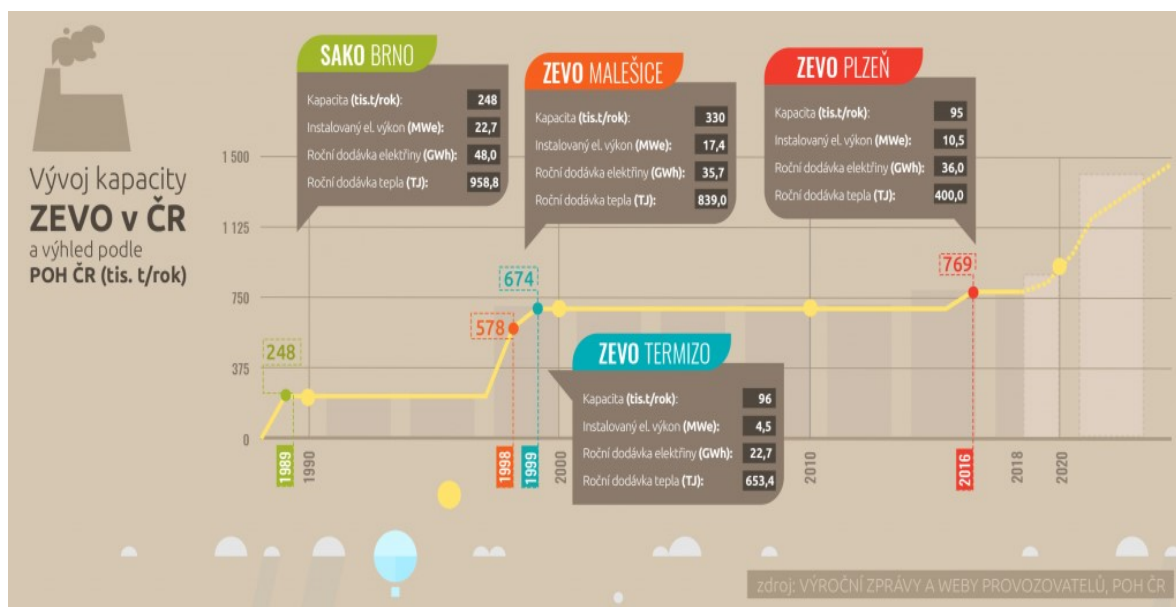 Vývoj kapacity
ZEVO v ČR
a výhled podle
POH ČR (tis. t/rok)
SAKO BRNO
Kapacita (tis.t/rok): 248
Instalovaný el. výkon (MWe): 22,7
Roční dodávka elektřiny (GWh): 48,0
Roční dodávka tepla (TJ): 958,8
ZEVO MALEŠICE
Kapacita (tis.t/rok): 330
Instalovaný el. výkon (MWe): 17,4
Roční dodávka elektřiny (GWh): 35,7
Roční dodávka tepla (TJ): 839,0
ZEVO PLZEŇ
Kapacita (tis.t/rok): 95
Instalovaný el. výkon (MWe): 10,5
Roční dodávka elektřiny (GWh): 36,0
Roční dodávka tepla (TJ): 400,0
1 500
1 125
750
375
0
248
578
674
769
ZEVO TERMIZO
Kapacita (tis.t/rok): 96
Instalovaný el. výkon (MWe): 4,5
Roční dodávka elektřiny (GWh): 22,7
Roční dodávka tepla (TJ): 653,4
1989
1990
1998
1999
2000
2010
2016
2018
2020
zdroj: VÝROČNÍ ZPRÁVY A WEBY PROVOZOVATELŮ, POH ČR